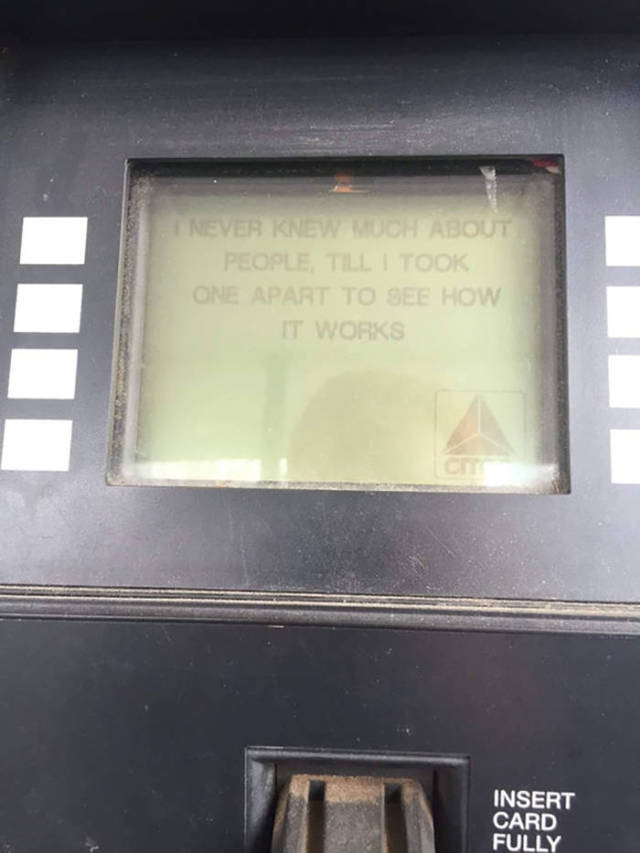 I NEVER KNEW MUCH ABOUT
PEOPLE, TILL I TOOK
ONE APART TO SEE HOW
IT WORKS
INSERT
CARD
FULLY